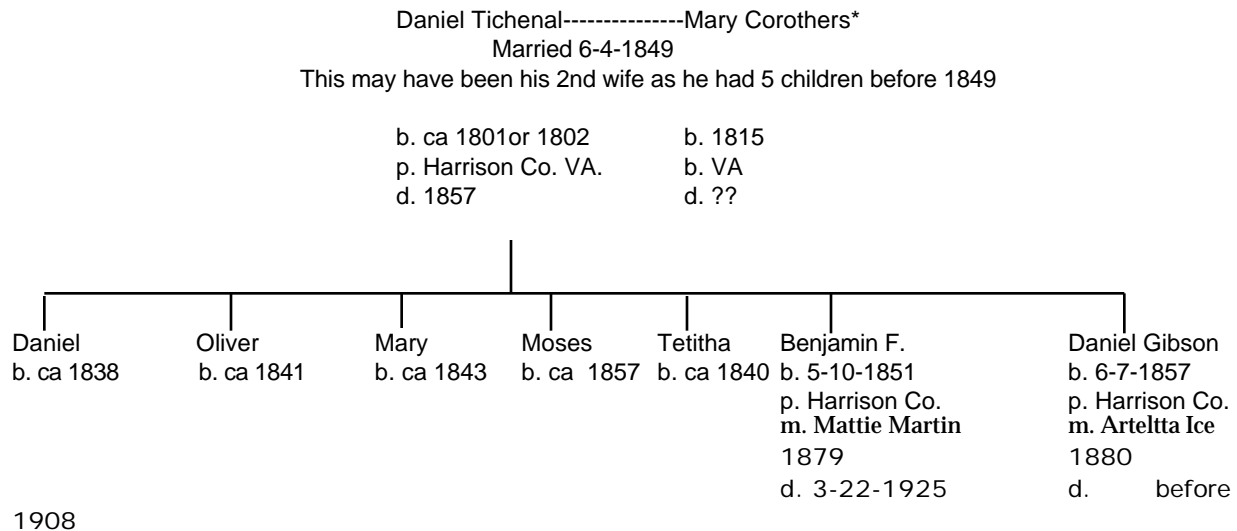 Daniel Tichenal---------------Mary Corothers*
Married 6-4-1849
This may have been his 2nd wife as he had 5 children before 1849
b. ca 1801or 1802 b. 1815
p. Harrison Co. VA. b. VA
d. 1857 d. ??
Daniel Oliver Mary Moses Tetitha Benjamin F. Daniel Gibson
b. ca 1838 b. ca 1841 b. ca 1843 b. ca 1857 b. ca 1840 b. 5-10-1851 b. 6-7-1857
p. Harrison Co. p. Harrison Co.
m. Mattie Martin m. Arteltta Ice
1879 1880
d. 3-22-1925 d. before
1908